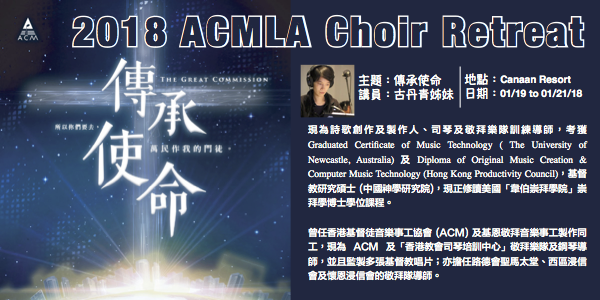 2018 ACMLA Choir Retreat
ACM
THE GREAT COMMISSION
傳承
使命
所以你們要去，
萬民作我的門徒。
主題：傳承使命
講員：古丹青姊妹
地點：Canaan Resort
日期：01/19 to 01/21/18
現為詩歌創作及製作人、司琴及敬拜樂隊訓練導師，考獲
Graduated Certificate of Music Technology ( The University of
Newcastle, Australia) 及 Diploma of Original Music Creation &
Computer Music Technology (Hong Kong Productivity Council)，基督
教研究碩士 (中國神學研究院)，現正修讀美國「韋伯崇拜學院」崇
拜學博士學位課程。
曾任香港基督徒音樂事工協會 (ACM) 及基恩敬拜音樂事工製作同
工，現為 ACM 及「香港教會司琴培訓中心」敬拜樂隊及鋼琴導
師，並且監製多張基督教唱片；亦擔任路德會聖馬太堂、西區浸信
會及懷恩浸信會的敬拜隊導師。